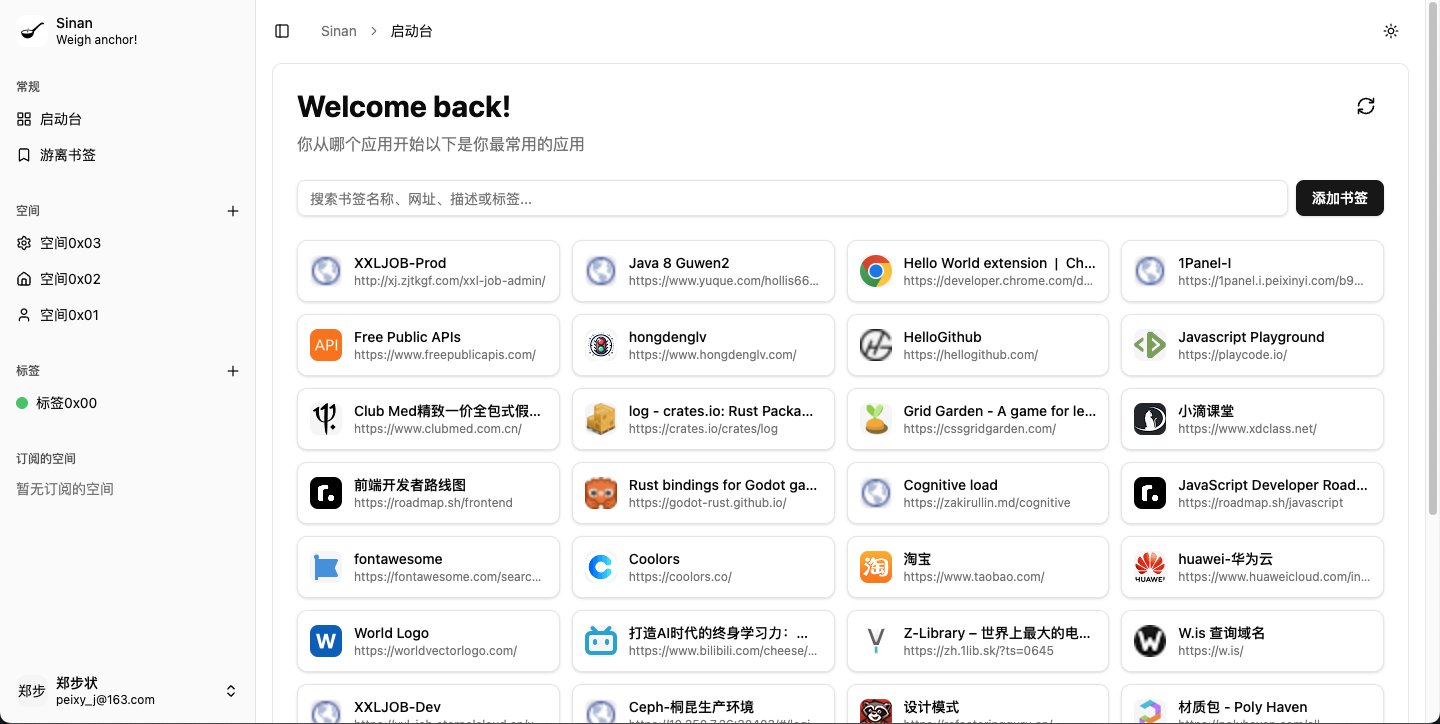 Sinan
Weigh anchor!
常规
启动台
游离书签
空间
空间0x03
空间0x02
空间0x01
标签
标签0x00
订阅的空间
暂无订阅的空间
郑步
郑步状
peixy_j@163.com
Sinan
启动台
Welcome back!
你从哪个应用开始以下是你最常用的应用
搜索书签名称、网址、描述或标签...
添加书签
XXLJOB-Prod
http://xj.zjtkgf.com/xxl-job-admin/
Java 8 Guwen2
https://www.yuque.com/hollis66...
Hello World extension | Ch...
https://developer.chrome.com/d...
1Panel-I
https://1panel.i.peixinyi.com/b9...
API
Free Public APIs
https://www.freepublicapis.com/
hongdenglv
https://www.hongdenglv.com/
HelloGithub
https://hellogithub.com/
Javascript Playground
https://playcode.io/
Club Med精致一价全包式假...
https://www.clubmed.com.cn/
log - crates.io: Rust Packa...
https://crates.io/crates/log
Grid Garden - A game for le...
https://cssgridgarden.com/
小滴课堂
https://www.xdclass.net/
前端开发者路线图
https://roadmap.sh/frontend
Rust bindings for Godot ga...
https://godot-rust.github.io/
Cognitive load
https://zakirullin.md/cognitive
JavaScript Developer Road...
https://roadmap.sh/javascript
fontawesome
https://fontawesome.com/searc...
Coolors
https://coolors.co/
淘
淘宝
https://www.taobao.com/
HUAWEI
huawei-华为云
https://www.huaweicloud.com/in...
W
World Logo
https://worldvectorlogo.com/
打造AI时代的终身学习力：...
https://www.bilibili.com/cheese/...
Z-Library – 世界上最大的电...
https://zh.1lib.sk/?ts=0645
W
W.is 查询域名
https://w.is/
XXLJOB-Dev
Ceph-桐昆生产环境
设计模式
材质包 - Poly Haven